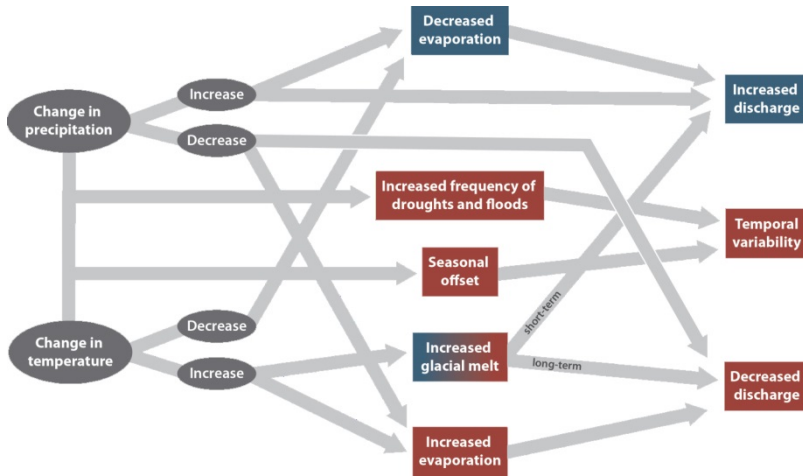 Decreased
evaporation
Increase
Increased
discharge
Change in
precipitation
Decrease
Increased frequency of
droughts and floods
Temporal
variability
Seasonal
offset
short-term
Decrease
Change in
temperature
Increased
glacial melt
long-term
Increase
Decreased
discharge
Increased
evaporation